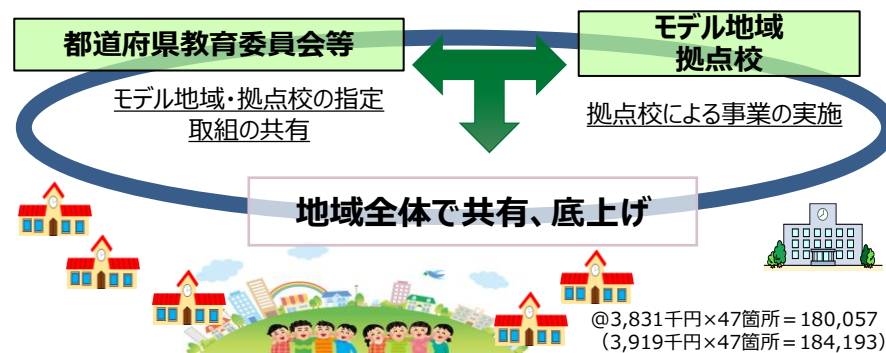 都道府県教育委員会等
モデル地域
拠点校
モデル地域・拠点校の指定
取組の共有
拠点校による事業の実施
地域全体で共有、底上げ
@3,831千円×47箇所＝180,057
（3,919千円×47箇所＝184,193）